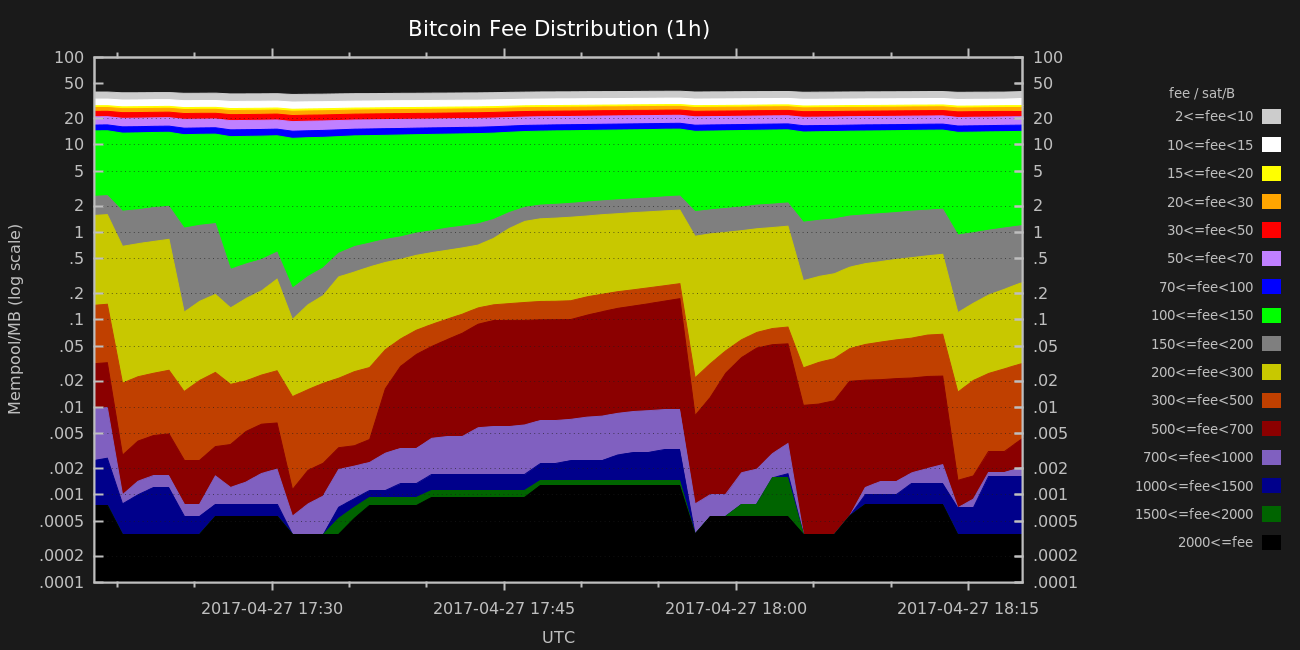 Bitcoin Fee Distribution (1h)
100 100
50 50
20 20
10 10
5 5
2 2
1 1
.5 .5
.2 .2
.1 .1
.05 .05
.02 .02
.01 .01
.005 .005
.002 .002
.001 .001
.0005 .0005
.0002 .0002
.0001 .0001
Mempool/MB (log scale)
2017-04-27 17:30 2017-04-27 17:45 2017-04-27 18:00 2017-04-27 18:15
UTC
fee / sat/B
2<=fee<10
10<=fee<15
15<=fee<20
20<=fee<30
30<=fee<50
50<=fee<70
70<=fee<100
100<=fee<150
150<=fee<200
200<=fee<300
300<=fee<500
500<=fee<700
700<=fee<1000
1000<=fee<1500
1500<=fee<2000
2000<=fee